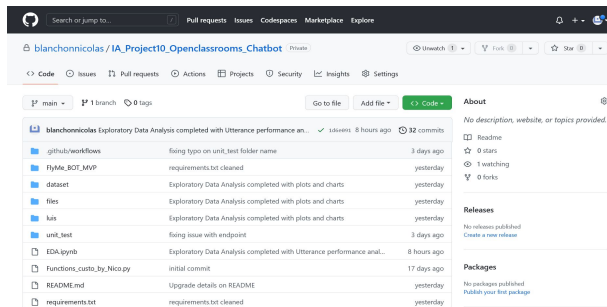 Search or jump to... / Pull requests Issues Codespaces Marketplace Explore
blanchonnicolas / IA_Project10_Openclassrooms_Chatbot Private Unwatch 1 Fork 0 Star 0
Code Issues Pull requests Actions Projects Security Insights Settings
main 1 branch 0 tags Go to file Add file Code
About
No description, website, or topics provided.
blanchonnicolas Exploratory Data Analysis completed with Utterance performance an... 8 hours ago 32 commits
.github/workflows fixing typo on unit_test folder name 3 days ago
FlyMe_BOT_MVP requirements.txt cleaned yesterday
dataset Exploratory Data Analysis completed with plots and charts yesterday
files Exploratory Data Analysis completed with plots and charts yesterday
luis Exploratory Data Analysis completed with plots and charts yesterday
unit_test fixing issue with endpoint 3 days ago
EDA.ipynb Exploratory Data Analysis completed with Utterance performance anal... 8 hours ago
Functions_custo_by_Nico.py initial commit 17 days ago
README.md Upgrade details on README yesterday
requirements.txt requirements.txt cleaned yesterday
Readme
0 stars
1 watching
0 forks
Releases
No releases published
Create a new release
Packages
No packages published
Publish your first package